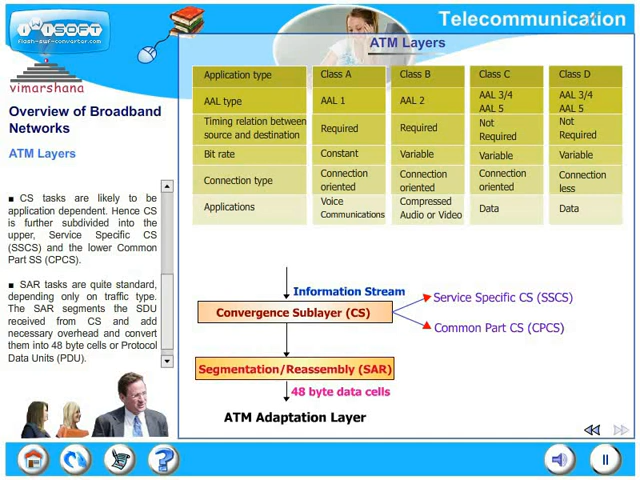 Telecommunication
iWiSOFT
flash-swf-converter.com
vimarshana
Overview of Broadband
Networks
ATM Layers
■ CS tasks are likely to be
application dependent. Hence CS
is further subdivided into the
upper, Service Specific CS
(SSCS) and the lower Common
Part SS (CPCS).
■ SAR tasks are quite standard,
depending only on traffic type.
The SAR segments the SDU
received from CS and add
necessary overhead and convert
them into 48 byte cells or Protocol
Data Units (PDU).
ATM Layers
Application type Class A Class B Class C Class D
AAL type AAL 1 AAL 2 AAL 3/4 AAL 5 AAL 3/4 AAL 5
Timing relation between source and destination Required Required Not Required Not Required
Bit rate Constant Variable Variable Variable
Connection type Connection oriented Connection oriented Connection oriented Connection less
Applications Voice Communications Compressed Audio or Video Data Data
Information Stream
Convergence Sublayer (CS)
Service Specific CS (SSCS)
Common Part CS (CPCS)
Segmentation/Reassembly (SAR)
48 byte data cells
ATM Adaptation Layer